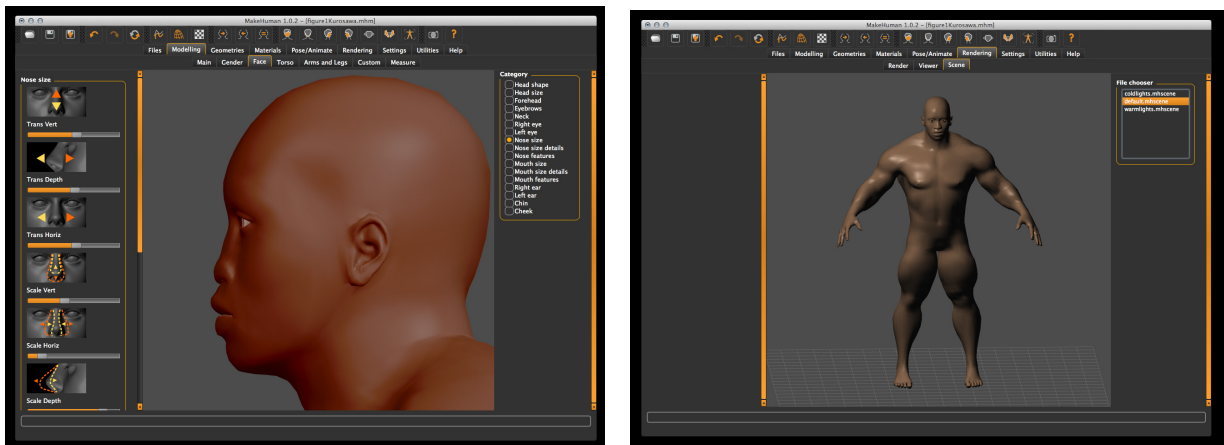 MakeHuman 1.0.2 - [figure1Kurosawa.mhm]
Files Modelling Geometries Materials Pose/Animate Rendering Settings Utilities Help
Main Gender Face Torso Arms and Legs Custom Measure
Nose size
Trans Vert
Trans Depth
Trans Horiz
Scale Vert
Scale Horiz
Scale Depth
Category
Head shape
Head size
Forehead
Eyebrows
Neck
Right eye
Left eye
Nose size
Nose size details
Nose features
Mouth size
Mouth size details
Mouth features
Right ear
Left ear
Chin
Cheek
MakeHuman 1.0.2 - [figure1Kurosawa.mhm]
Files Modelling Geometries Materials Pose/Animate Rendering Settings Utilities Help
Render Viewer Scene
File chooser
coldlights.mhscene
default.mhscene
warmlights.mhscene